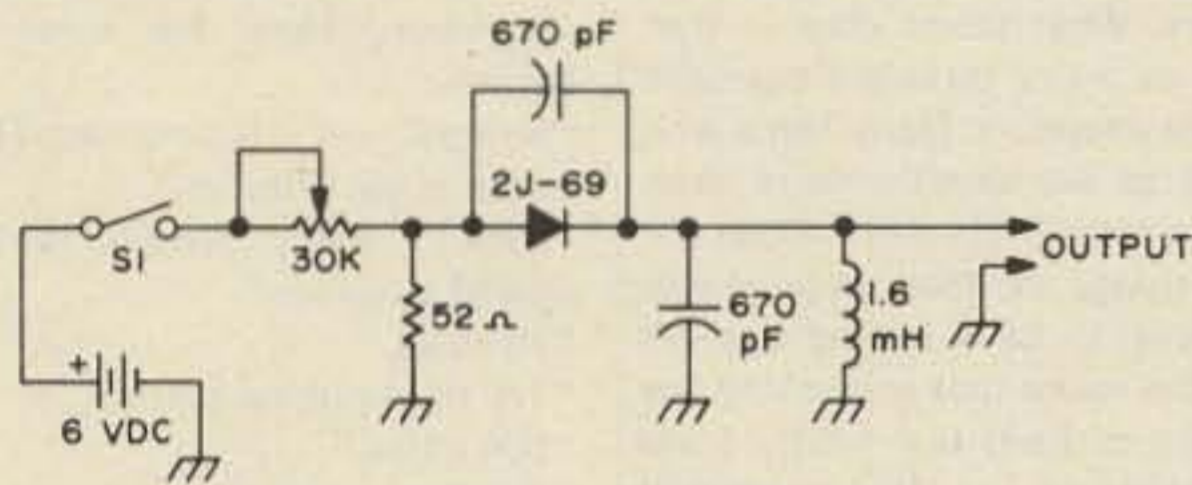 670 pF
2J-69
S1
30K
OUTPUT
52 Ω
670
pF
1.6
mH
+
6 VDC